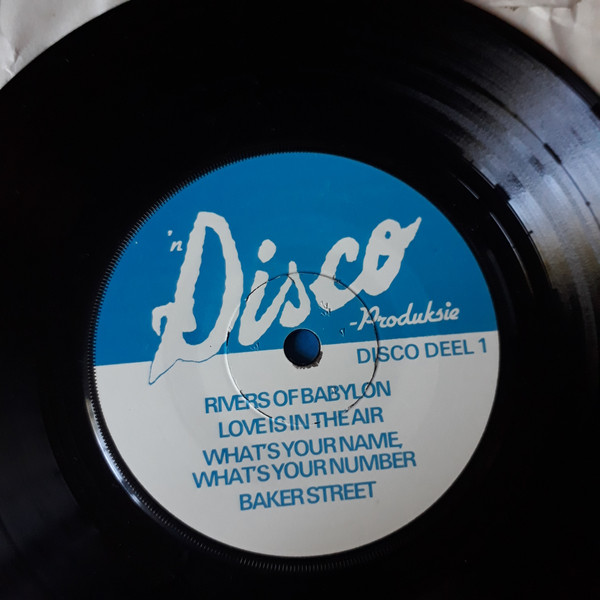 'n Disco
-Produksie
DISCO DEEL 1
RIVERS OF BABYLON
LOVE IS IN THE AIR
WHAT'S YOUR NAME,
WHAT'S YOUR NUMBER
BAKER STREET